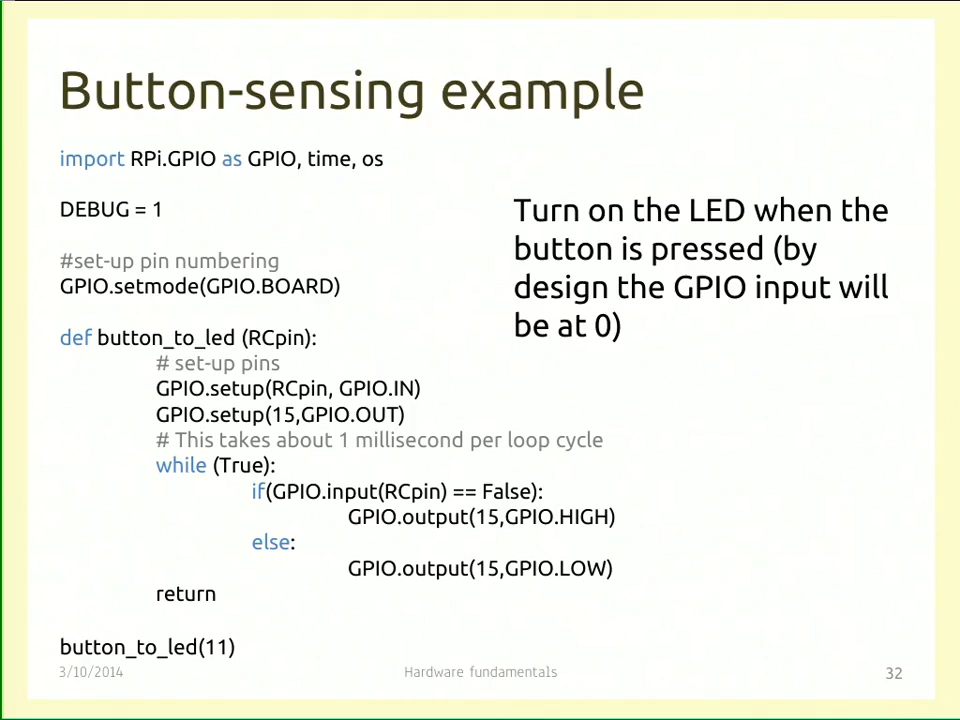 Button-sensing example
import RPi.GPIO as GPIO, time, os
DEBUG = 1
#set-up pin numbering
GPIO.setmode(GPIO.BOARD)
def button_to_led (RCpin):
# set-up pins
GPIO.setup(RCpin, GPIO.IN)
GPIO.setup(15,GPIO.OUT)
# This takes about 1 millisecond per loop cycle
while (True):
if(GPIO.input(RCpin) == False):
GPIO.output(15,GPIO.HIGH)
else:
GPIO.output(15,GPIO.LOW)
return
button_to_led(11)
Turn on the LED when the
button is pressed (by
design the GPIO input will
be at 0)
3/10/2014
Hardware fundamentals
32